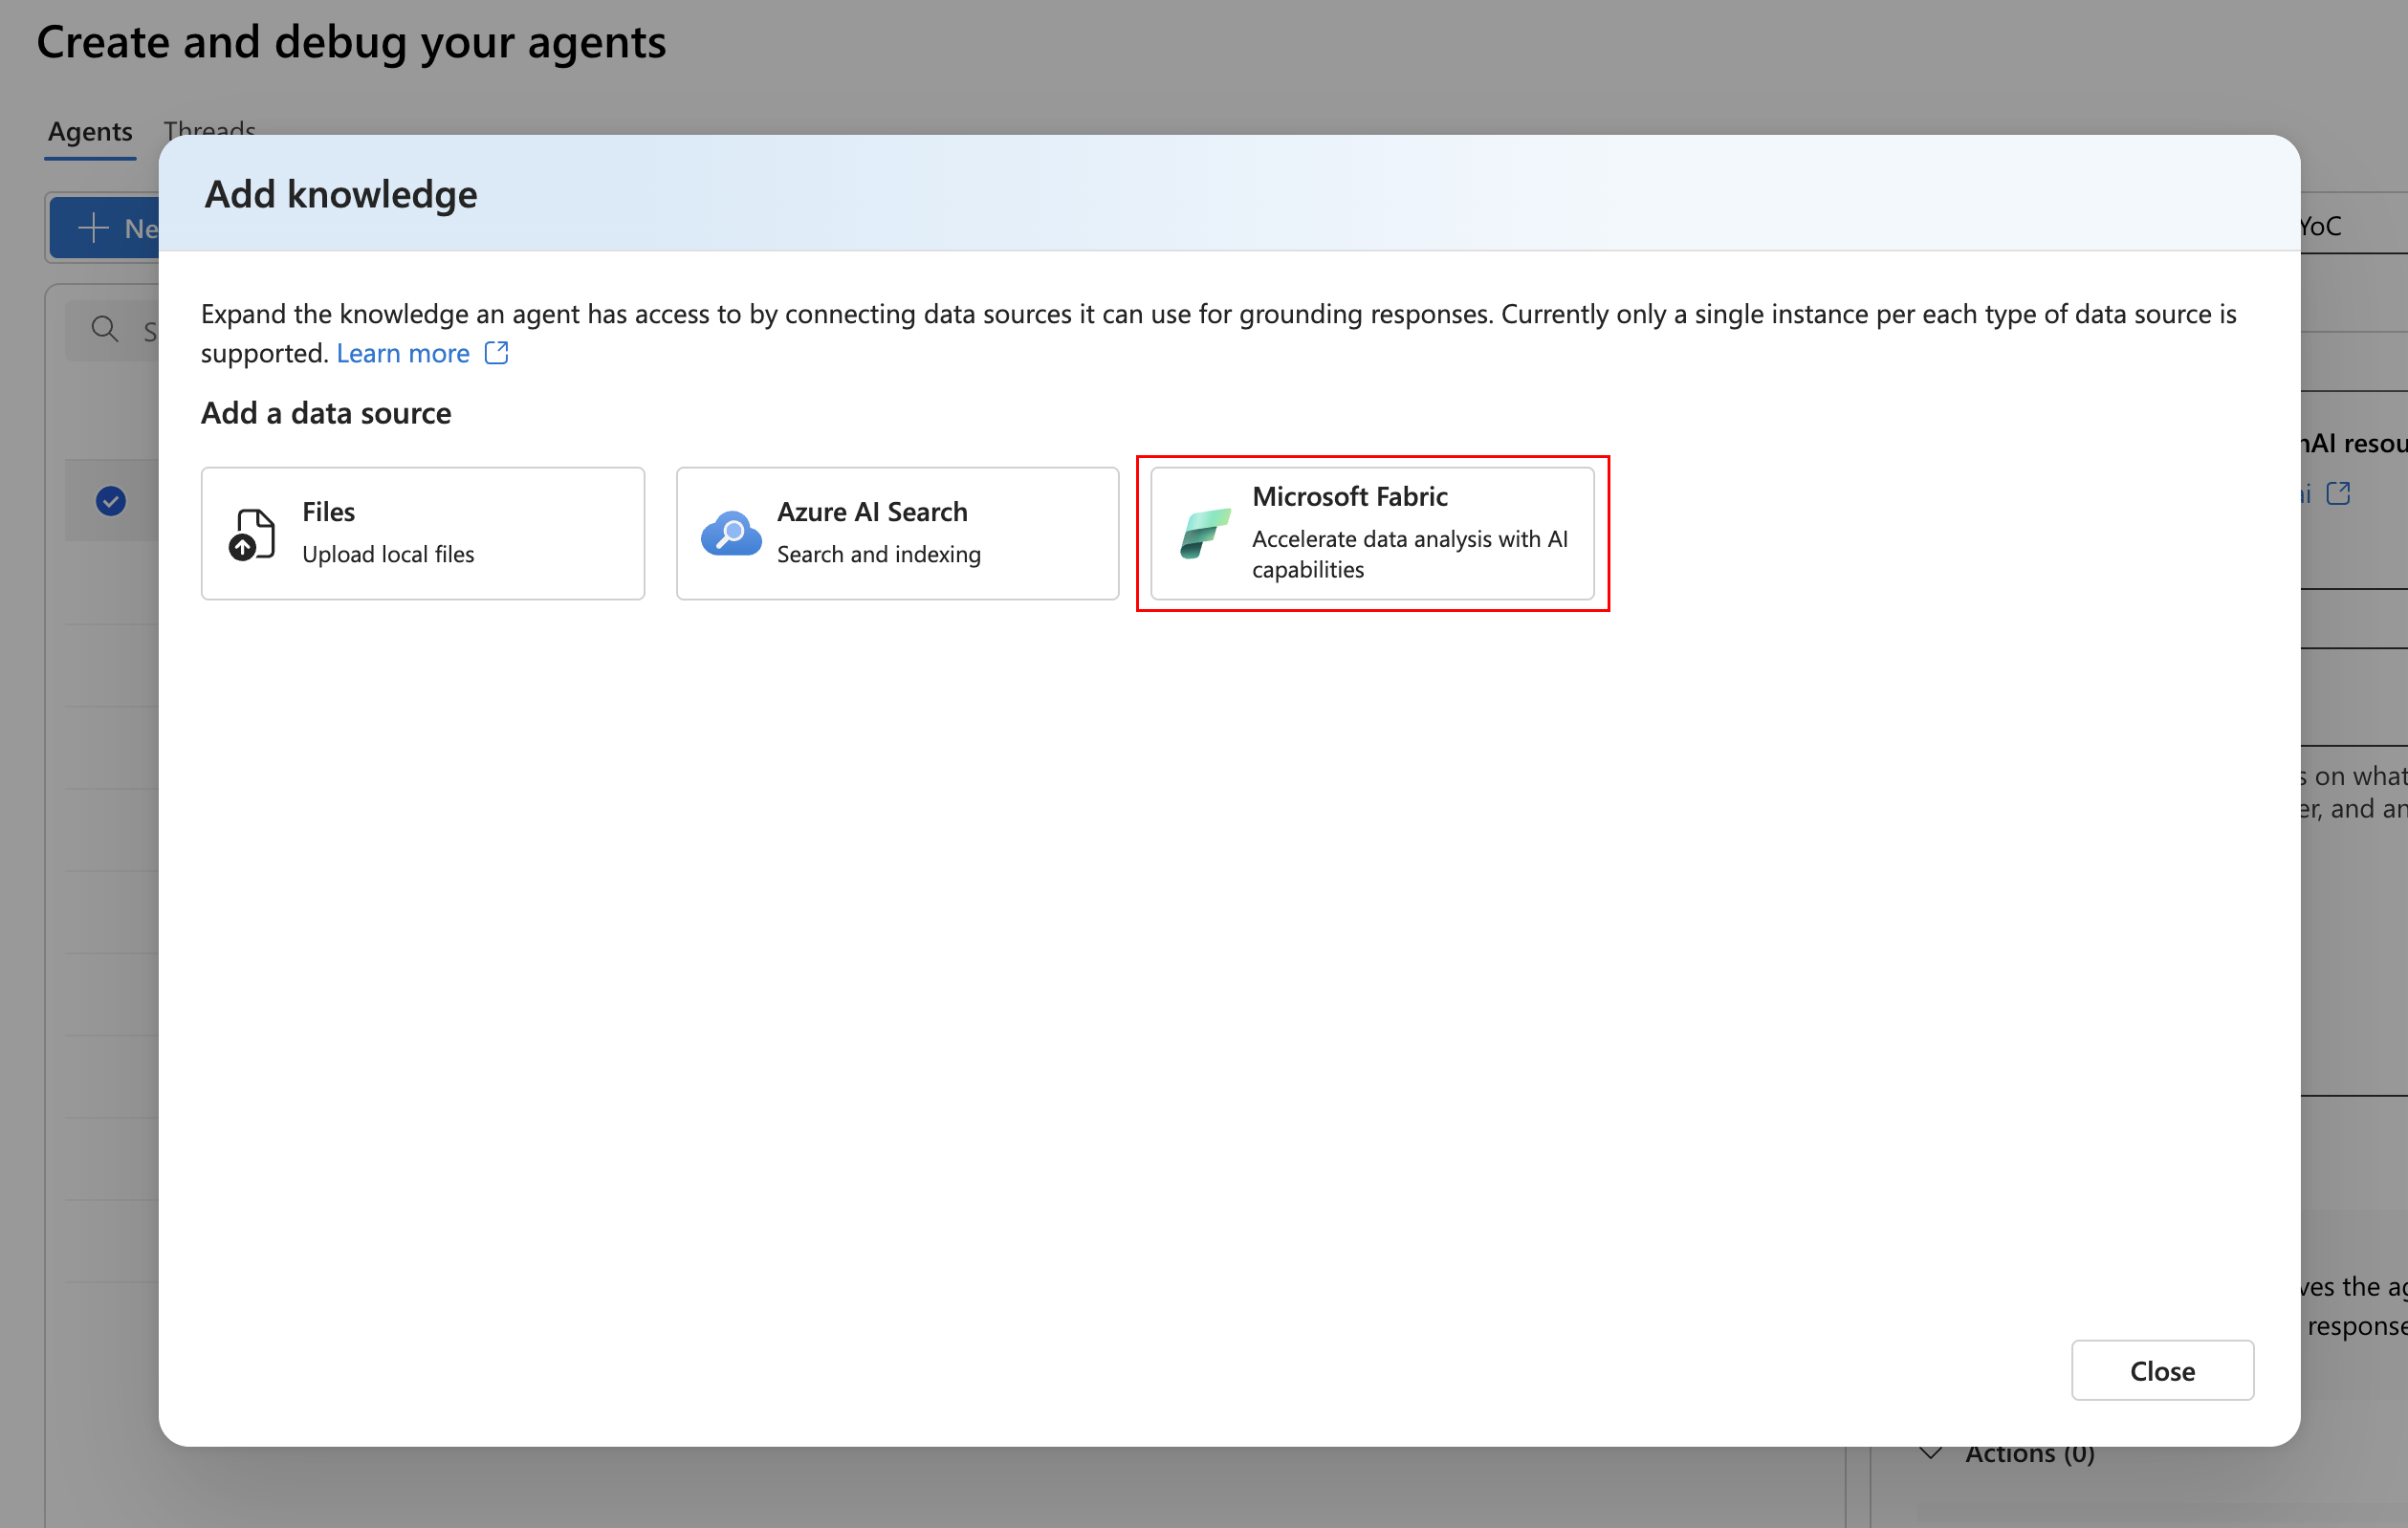 Create and debug your agents
Agents Threads
Add knowledge
Ne
YoC
Expand the knowledge an agent has access to by connecting data sources it can use for grounding responses. Currently only a single instance per each type of data source is
supported. Learn more
S
Add a data source
nAI resou
ai
Files
Upload local files
Azure AI Search
Search and indexing
Microsoft Fabric
Accelerate data analysis with AI
capabilities
s on what
er, and an
ves the ag
response
Close
Actions (0)